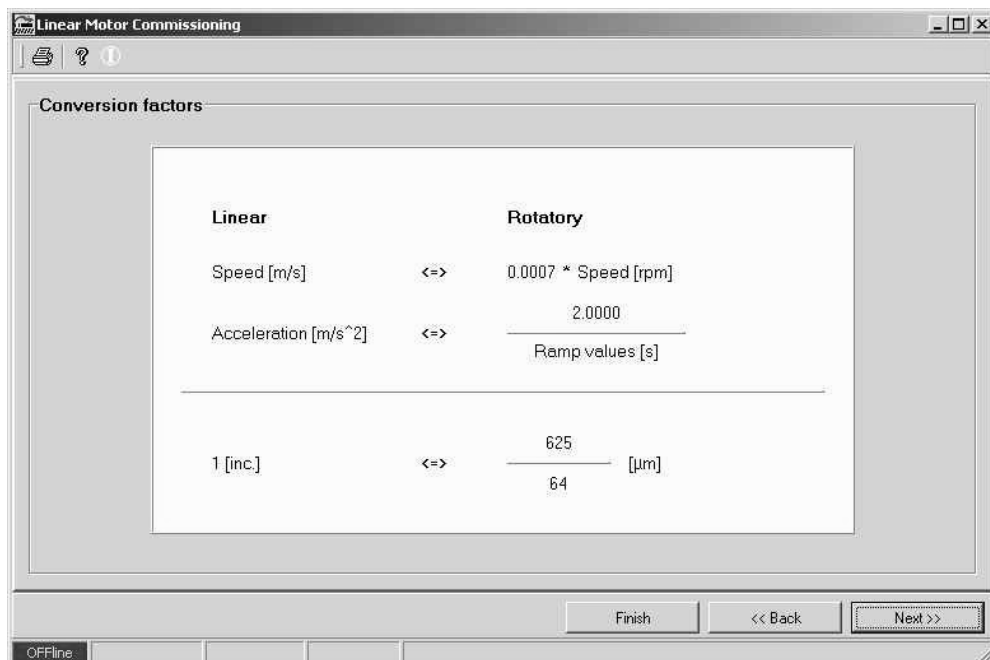 Linear Motor Commissioning
Conversion factors
Linear Rotatory
Speed [m/s] <=> 0.0007 * Speed [rpm]
2.0000
Acceleration [m/s^2] <=>
Ramp values [s]
625
1 [inc.] <=> [µm]
64
Finish << Back Next >>
OFFline